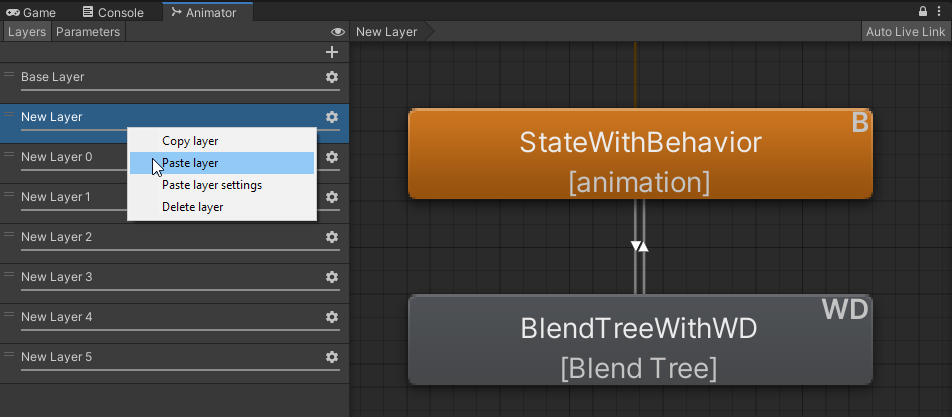 Game
Console
Animator
Layers
Parameters
New Layer
Auto Live Link
Base Layer
New Layer
New Layer 0
New Layer 1
New Layer 2
New Layer 3
New Layer 4
New Layer 5
Copy layer
Paste layer
Paste layer settings
Delete layer
B
StateWithBehavior
[animation]
WD
BlendTreeWithWD
[Blend Tree]